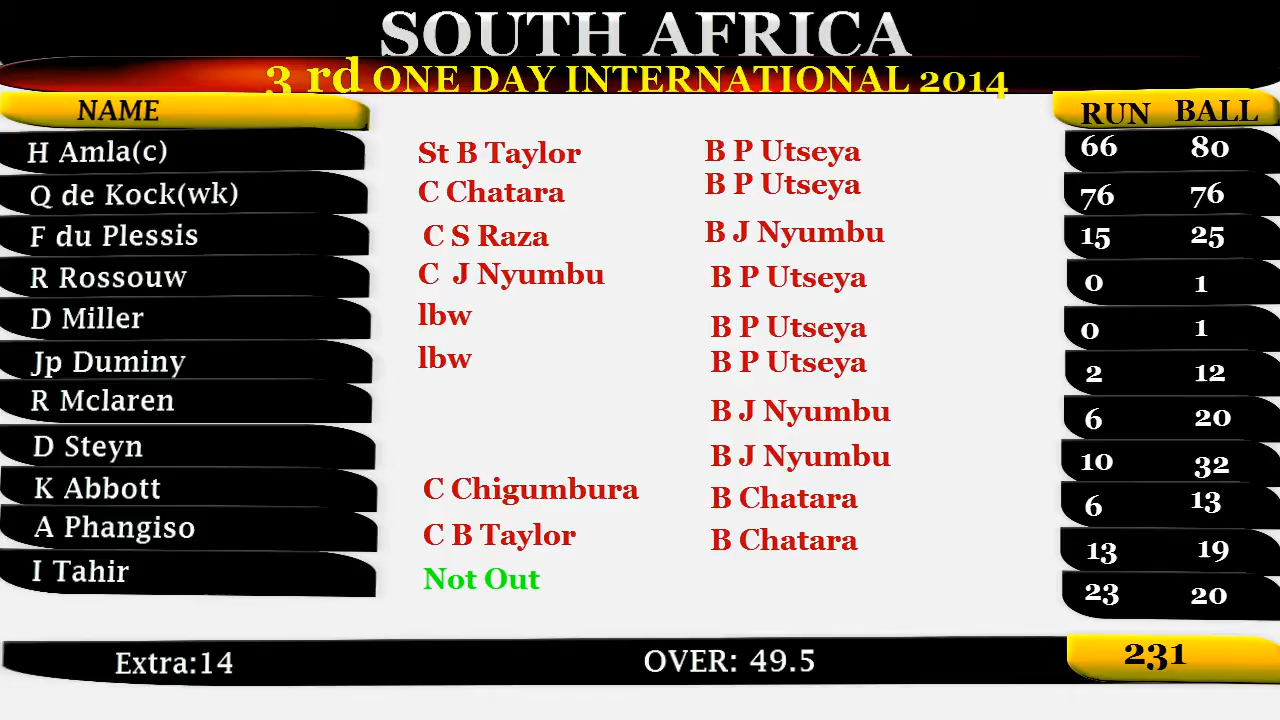 SOUTH AFRICA
3 rd ONE DAY INTERNATIONAL 2014
NAME RUN BALL
H Amla(c) St B Taylor B P Utseya 66 80
Q de Kock(wk) C Chatara B P Utseya 76 76
F du Plessis C S Raza B J Nyumbu 15 25
R Rossouw C J Nyumbu B P Utseya 0 1
D Miller lbw B P Utseya 0 1
Jp Duminy lbw B P Utseya 2 12
R Mclaren B J Nyumbu 6 20
D Steyn B J Nyumbu 10 32
K Abbott C Chigumbura B Chatara 6 13
A Phangiso C B Taylor B Chatara 13 19
I Tahir Not Out 23 20
Extra:14 OVER: 49.5 231